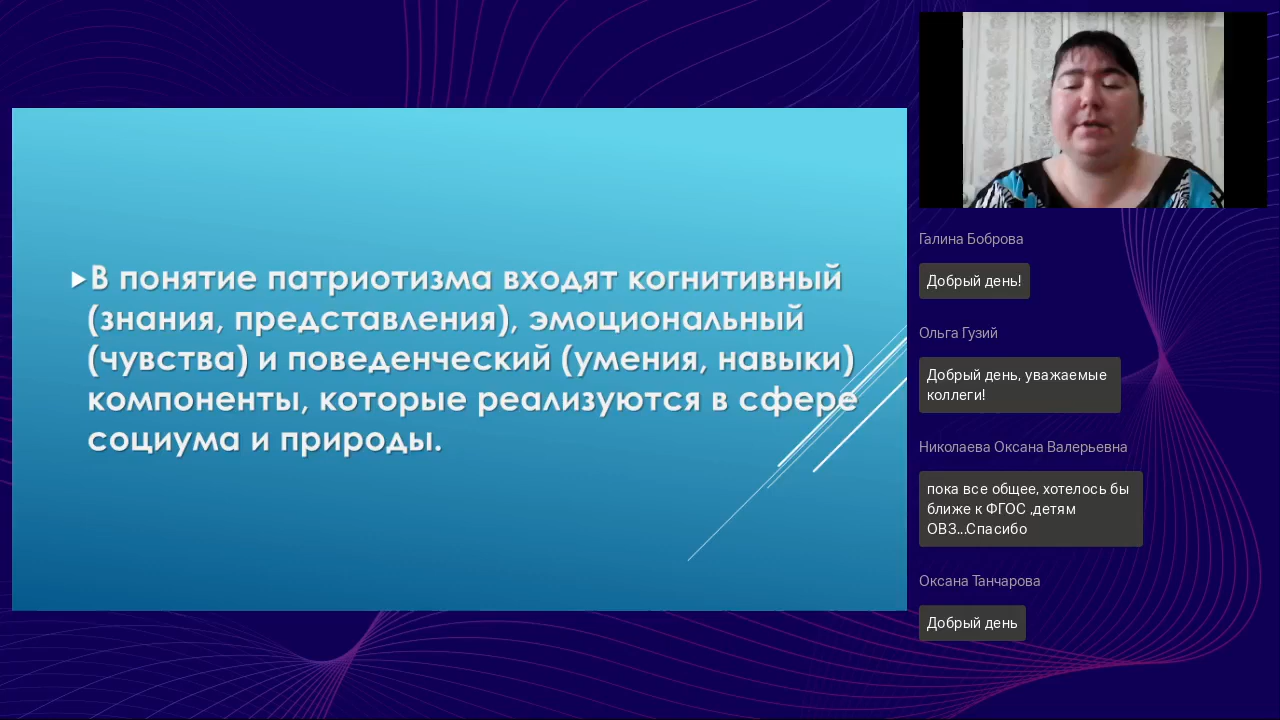 В понятие патриотизма входят когнитивный
(знания, представления), эмоциональный
(чувства) и поведенческий (умения, навыки)
компоненты, которые реализуются в сфере
социума и природы.
Галина Боброва
Добрый день!
Ольга Гузий
Добрый день, уважаемые
коллеги!
Николаева Оксана Валерьевна
пока все общее, хотелось бы
ближе к ФГОС ,детям
ОВЗ...Спасибо
Оксана Танчарова
Добрый день